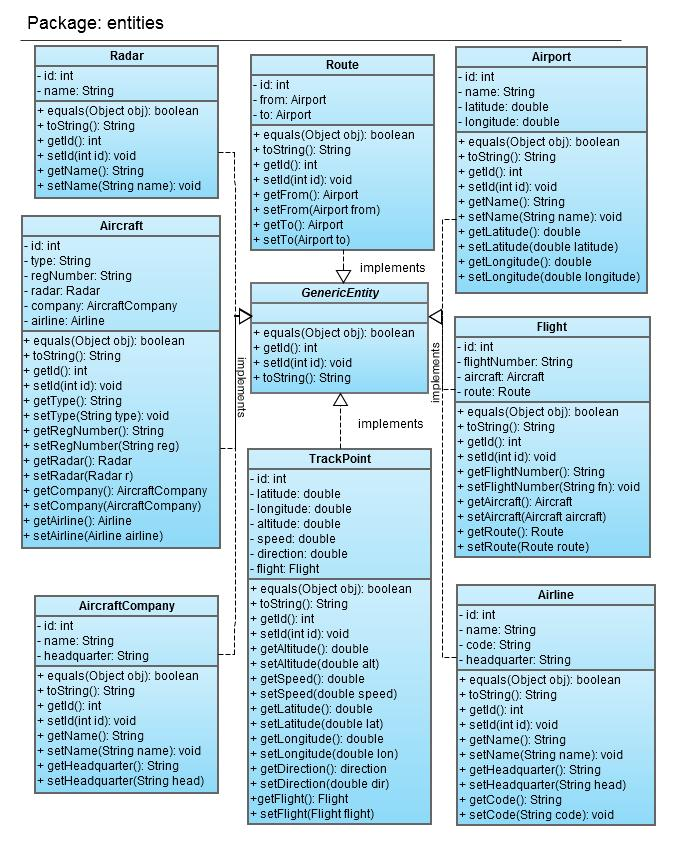 Package: entities
Radar
- id: int
- name: String
+ equals(Object obj): boolean
+ toString(): String
+ getId(): int
+ setId(int id): void
+ getName(): String
+ setName(String name): void
Route
- id: int
- from: Airport
- to: Airport
+ equals(Object obj): boolean
+ toString(): String
+ getId(): int
+ setId(int id): void
+ getFrom(): Airport
+ setFrom(Airport from)
+ getTo(): Airport
+ setTo(Airport to)
Airport
- id: int
- name: String
- latitude: double
- longitude: double
+ equals(Object obj): boolean
+ toString(): String
+ getId(): int
+ setId(int id): void
+ getName(): String
+ setName(String name): void
+ getLatitude(): double
+ setLatitude(double latitude)
+ getLongitude(): double
+ setLongitude(double longitude)
Aircraft
- id: int
- type: String
- regNumber: String
- radar: Radar
- company: AircraftCompany
- airline: Airline
+ equals(Object obj): boolean
+ toString(): String
+ getId(): int
+ setId(int id): void
+ getType(): String
+ setType(String type): void
+ getRegNumber(): String
+ setRegNumber(String reg)
+ getRadar(): Radar
+ setRadar(Radar r)
+ getCompany(): AircraftCompany
+ setCompany(AircraftCompany)
+ getAirline(): Airline
+ setAirline(Airline airline)
implements
implements
GenericEntity
+ equals(Object obj): boolean
+ getId(): int
+ setId(int id): void
+ toString(): String
implements
implements
Flight
- id: int
- flightNumber: String
- aircraft: Aircraft
- route: Route
+ equals(Object obj): boolean
+ toString(): String
+ getId(): int
+ setId(int id): void
+ getFlightNumber(): String
+ setFlightNumber(String fn): void
+ getAircraft(): Aircraft
+ setAircraft(Aircraft aircraft)
+ getRoute(): Route
+ setRoute(Route route)
TrackPoint
- id: int
- latitude: double
- longitude: double
- altitude: double
- speed: double
- direction: double
- flight: Flight
+ equals(Object obj): boolean
+ toString(): String
+ getId(): int
+ setId(int id): void
+ getAltitude(): double
+ setAltitude(double alt)
+ getSpeed(): double
+ setSpeed(double speed)
+ getLatitude(): double
+ setLatitude(double lat)
+ getLongitude(): double
+ setLongitude(double lon)
+ getDirection(): direction
+ setDirection(double dir)
+getFlight(): Flight
+ setFlight(Flight flight)
AircraftCompany
- id: int
- name: String
- headquarter: String
+ equals(Object obj): boolean
+ toString(): String
+ getId(): int
+ setId(int id): void
+ getName(): String
+ setName(String name): void
+ getHeadquarter(): String
+ setHeadquarter(String head)
Airline
- id: int
- name: String
- code: String
- headquarter: String
+ equals(Object obj): boolean
+ toString(): String
+ getId(): int
+ setId(int id): void
+ getName(): String
+ setName(String name): void
+ getHeadquarter(): String
+ setHeadquarter(String head)
+ getCode(): String
+ setCode(String code): void